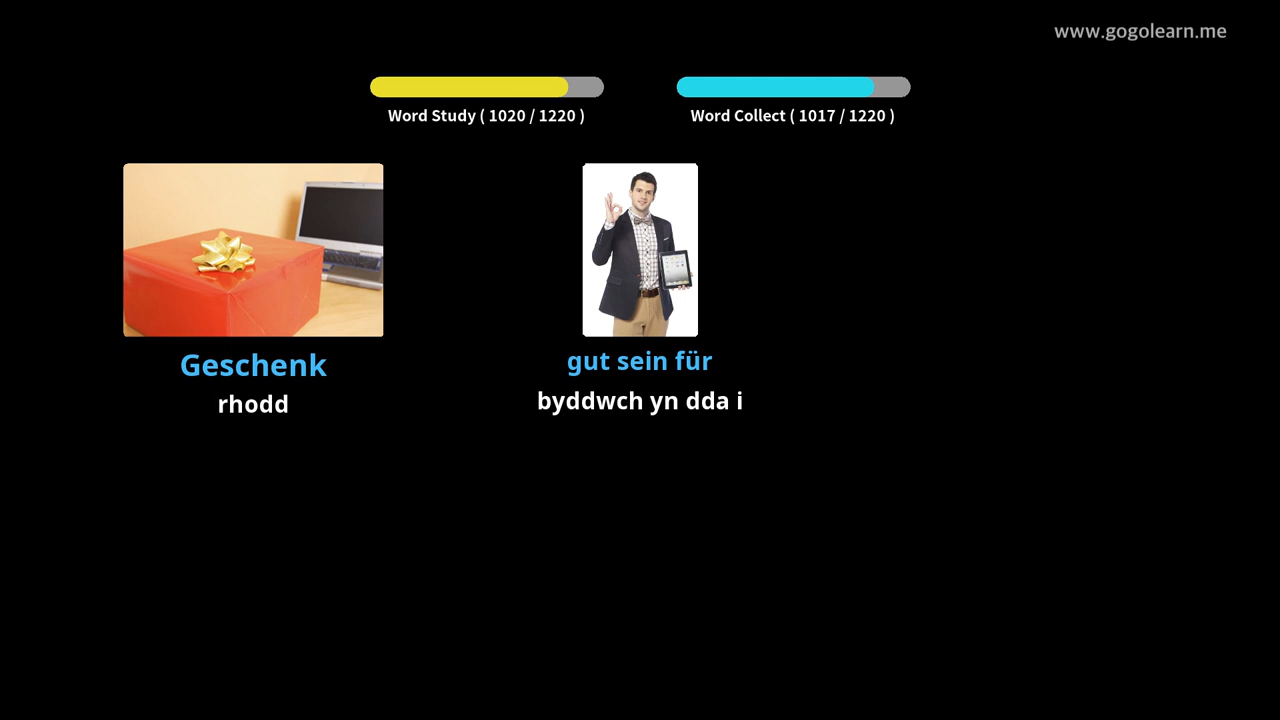 www.gogolearn.me
Word Study ( 1020 / 1220 )
Word Collect ( 1017 / 1220 )
Geschenk
rhodd
gut sein für
byddwch yn dda i